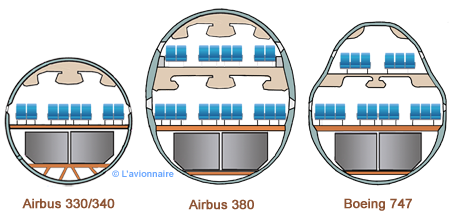 © L'avionnaire
Airbus 330/340
Airbus 380
Boeing 747